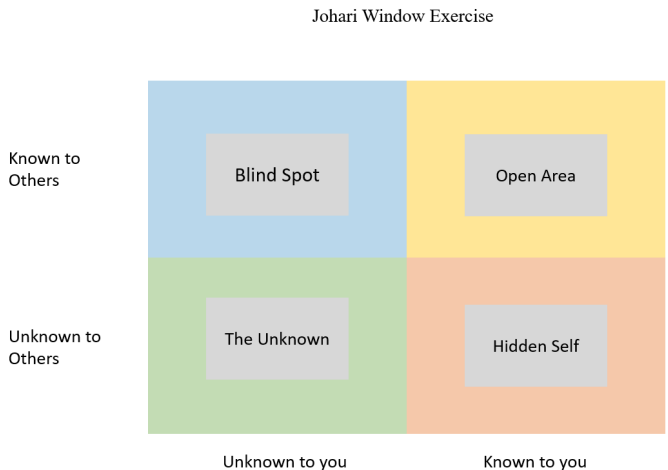 Johari Window Exercise
Known to
Others
Blind Spot
Open Area
Unknown to
Others
The Unknown
Hidden Self
Unknown to you
Known to you